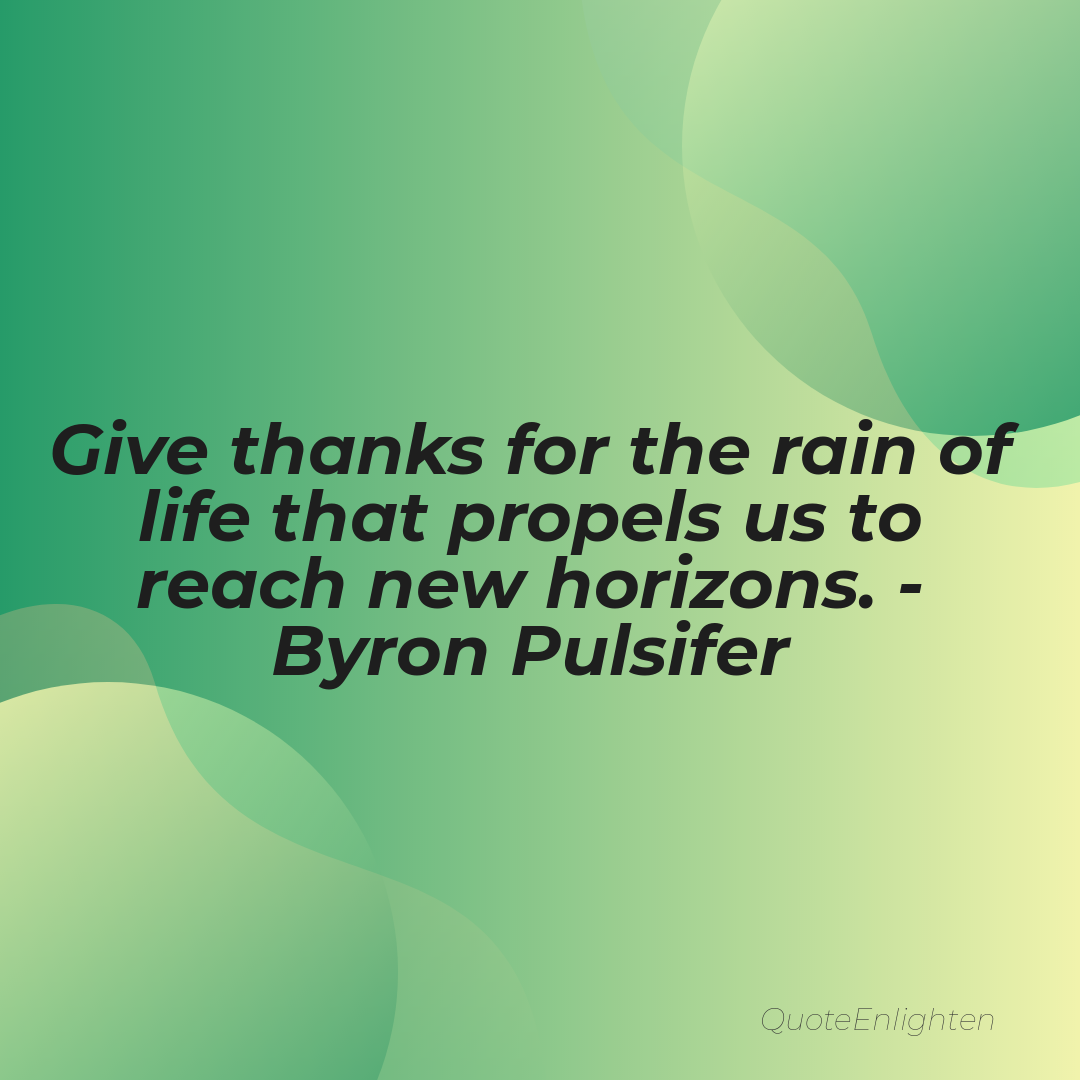 Give thanks for the rain of
life that propels us to
reach new horizons. -
Byron Pulsifer
QuoteEnlighten